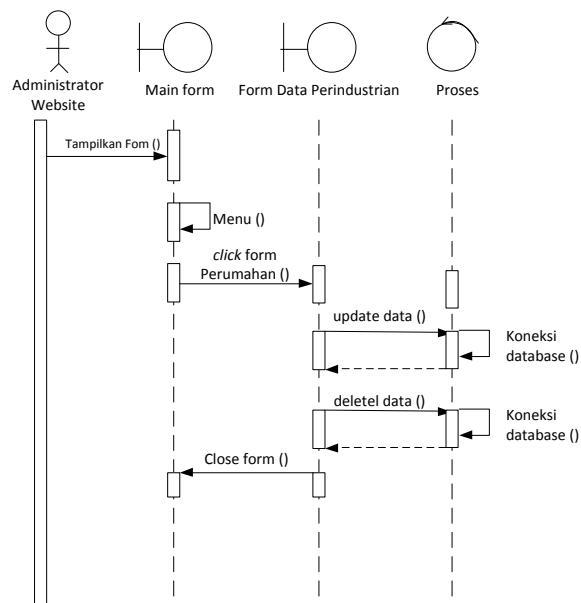 Administrator
Website
Main form
Form Data Perindustrian
Proses
Tampilkan Fom ()
Menu ()
click form
Perumahan ()
update data ()
Koneksi
database ()
deletel data ()
Koneksi
database ()
Close form ()